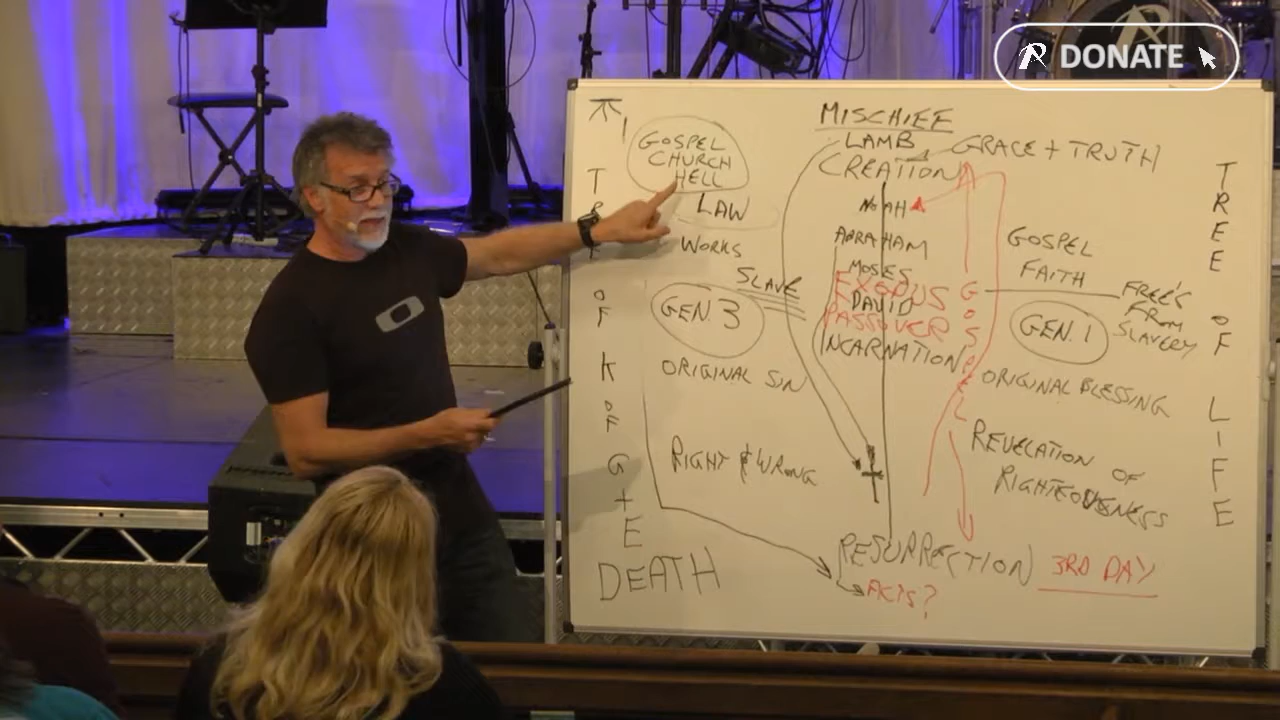 DONATE
GOSPEL
CHURCH
HELL
LAW
WORKS
SLAVE
GEN. 3
ORIGINAL SIN
RIGHT & WRONG
DEATH
T
R
OF
K
OF
G+E
MISCHIEF
LAMB
CREATION
NOAH
ABRAHAM
MOSES
EXODUS
DAVID
PASSOVER
INCARNATION
RESURRECTION
3RD DAY
ACTS?
GOSPEL
GRACE + TRUTH
GOSPEL
FAITH
FREE'S
FROM
SLAVERY
GEN. 1
ORIGINAL BLESSING
REVELATION OF
RIGHTEOUSNESS
TREE
OF
LIFE